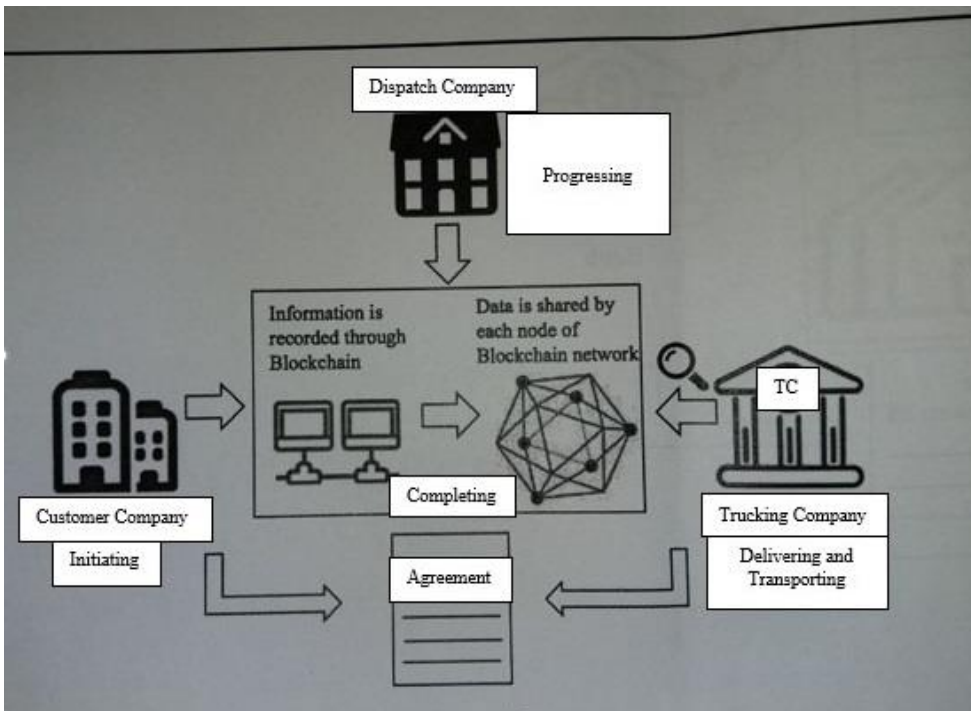 Dispatch Company
Progressing
Information is
recorded through
Blockchain
Data is shared by
each node of
Blockchain network
TC
Completing
Customer Company
Initiating
Trucking Company
Delivering and
Transporting
Agreement